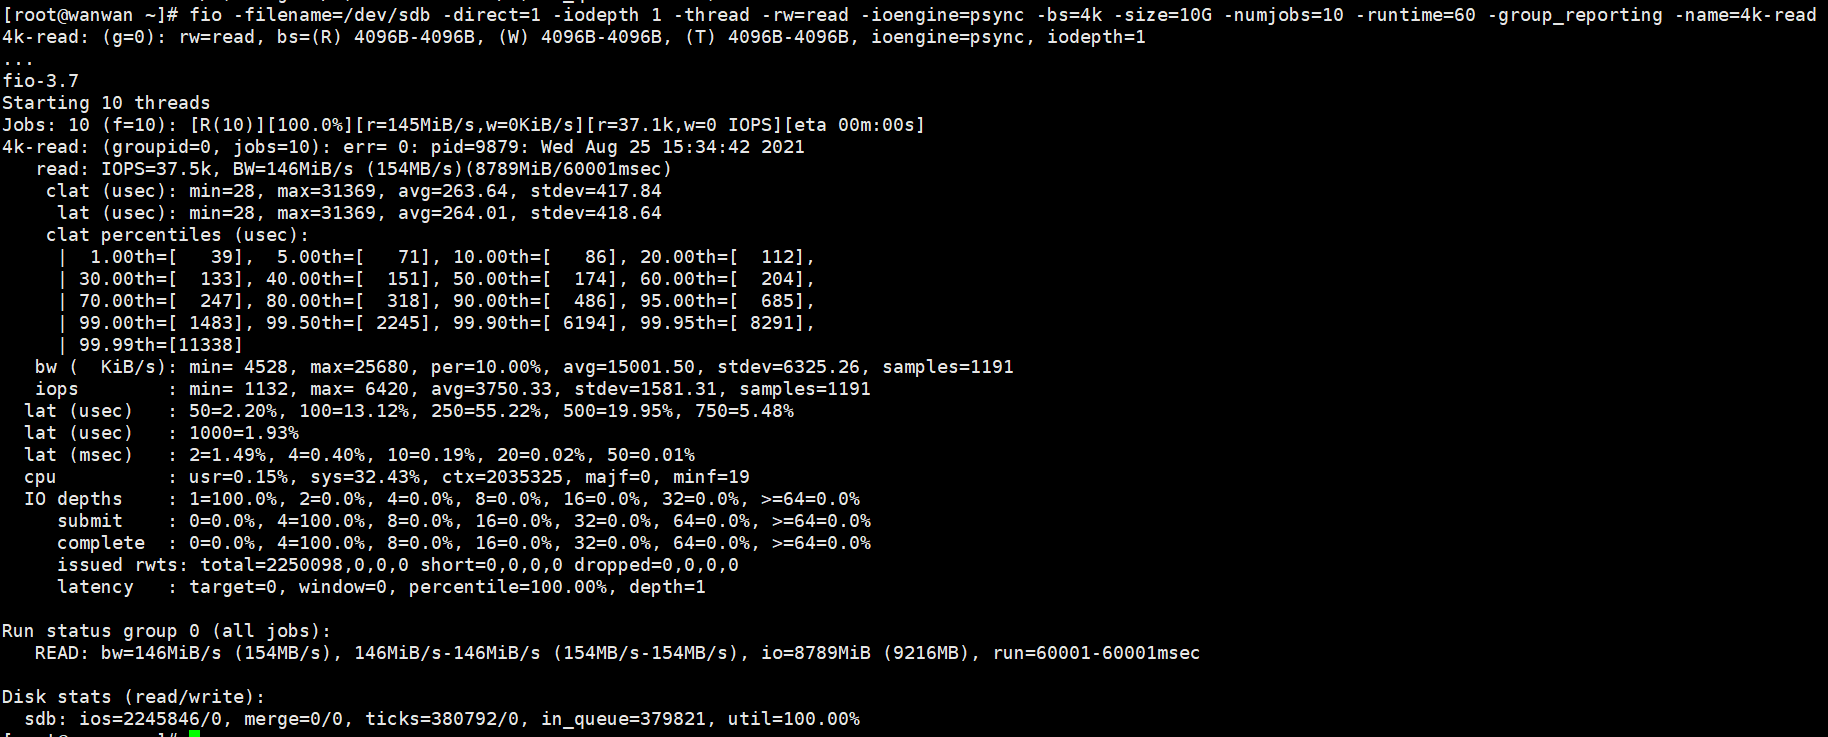 [root@wanwan ~]# fio -filename=/dev/sdb -direct=1 -iodepth 1 -thread -rw=read -ioengine=psync -bs=4k -size=10G -numjobs=10 -runtime=60 -group_reporting -name=4k-read
4k-read: (g=0): rw=read, bs=(R) 4096B-4096B, (W) 4096B-4096B, (T) 4096B-4096B, ioengine=psync, iodepth=1
...
fio-3.7
Starting 10 threads
Jobs: 10 (f=10): [R(10)][100.0%][r=145MiB/s,w=0KiB/s][r=37.1k,w=0 IOPS][eta 00m:00s]
4k-read: (groupid=0, jobs=10): err= 0: pid=9879: Wed Aug 25 15:34:42 2021
   read: IOPS=37.5k, BW=146MiB/s (154MB/s)(8789MiB/60001msec)
    clat (usec): min=28, max=31369, avg=263.64, stdev=417.84
     lat (usec): min=28, max=31369, avg=264.01, stdev=418.64
    clat percentiles (usec):
     |  1.00th=[   39],  5.00th=[   71], 10.00th=[   86], 20.00th=[  112],
     | 30.00th=[  133], 40.00th=[  151], 50.00th=[  174], 60.00th=[  204],
     | 70.00th=[  247], 80.00th=[  318], 90.00th=[  486], 95.00th=[  685],
     | 99.00th=[ 1483], 99.50th=[ 2245], 99.90th=[ 6194], 99.95th=[ 8291],
     | 99.99th=[11338]
   bw (  KiB/s): min= 4528, max=25680, per=10.00%, avg=15001.50, stdev=6325.26, samples=1191
   iops        : min= 1132, max= 6420, avg=3750.33, stdev=1581.31, samples=1191
  lat (usec)   : 50=2.20%, 100=13.12%, 250=55.22%, 500=19.95%, 750=5.48%
  lat (usec)   : 1000=1.93%
  lat (msec)   : 2=1.49%, 4=0.40%, 10=0.19%, 20=0.02%, 50=0.01%
  cpu          : usr=0.15%, sys=32.43%, ctx=2035325, majf=0, minf=19
  IO depths    : 1=100.0%, 2=0.0%, 4=0.0%, 8=0.0%, 16=0.0%, 32=0.0%, >=64=0.0%
     submit    : 0=0.0%, 4=100.0%, 8=0.0%, 16=0.0%, 32=0.0%, 64=0.0%, >=64=0.0%
     complete  : 0=0.0%, 4=100.0%, 8=0.0%, 16=0.0%, 32=0.0%, 64=0.0%, >=64=0.0%
     issued rwts: total=2250098,0,0,0 short=0,0,0,0 dropped=0,0,0,0
     latency   : target=0, window=0, percentile=100.00%, depth=1
Run status group 0 (all jobs):
   READ: bw=146MiB/s (154MB/s), 146MiB/s-146MiB/s (154MB/s-154MB/s), io=8789MiB (9216MB), run=60001-60001msec
Disk stats (read/write):
  sdb: ios=2245846/0, merge=0/0, ticks=380792/0, in_queue=379821, util=100.00%